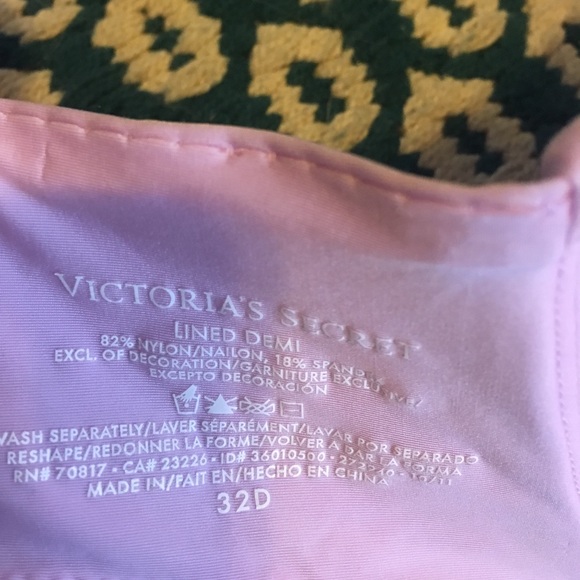 VICTORIA'S SECRET
LINED DEMI
82% NYLON/NAILON, 18% SPANDEX
EXCL. OF DECORATION/GARNITURE EXCLUE
EXCEPTO DECORACIÓN
WASH SEPARATELY/LAVER SÉPARÉMENT/LAVAR POR SEPARADO
RESHAPE/REDONNER LA FORME/VOLVER A DAR LA FORMA
RN# 70817 • CA# 23226 • ID# 36010500 •
MADE IN/FAIT EN/HECHO EN CHINA
32D